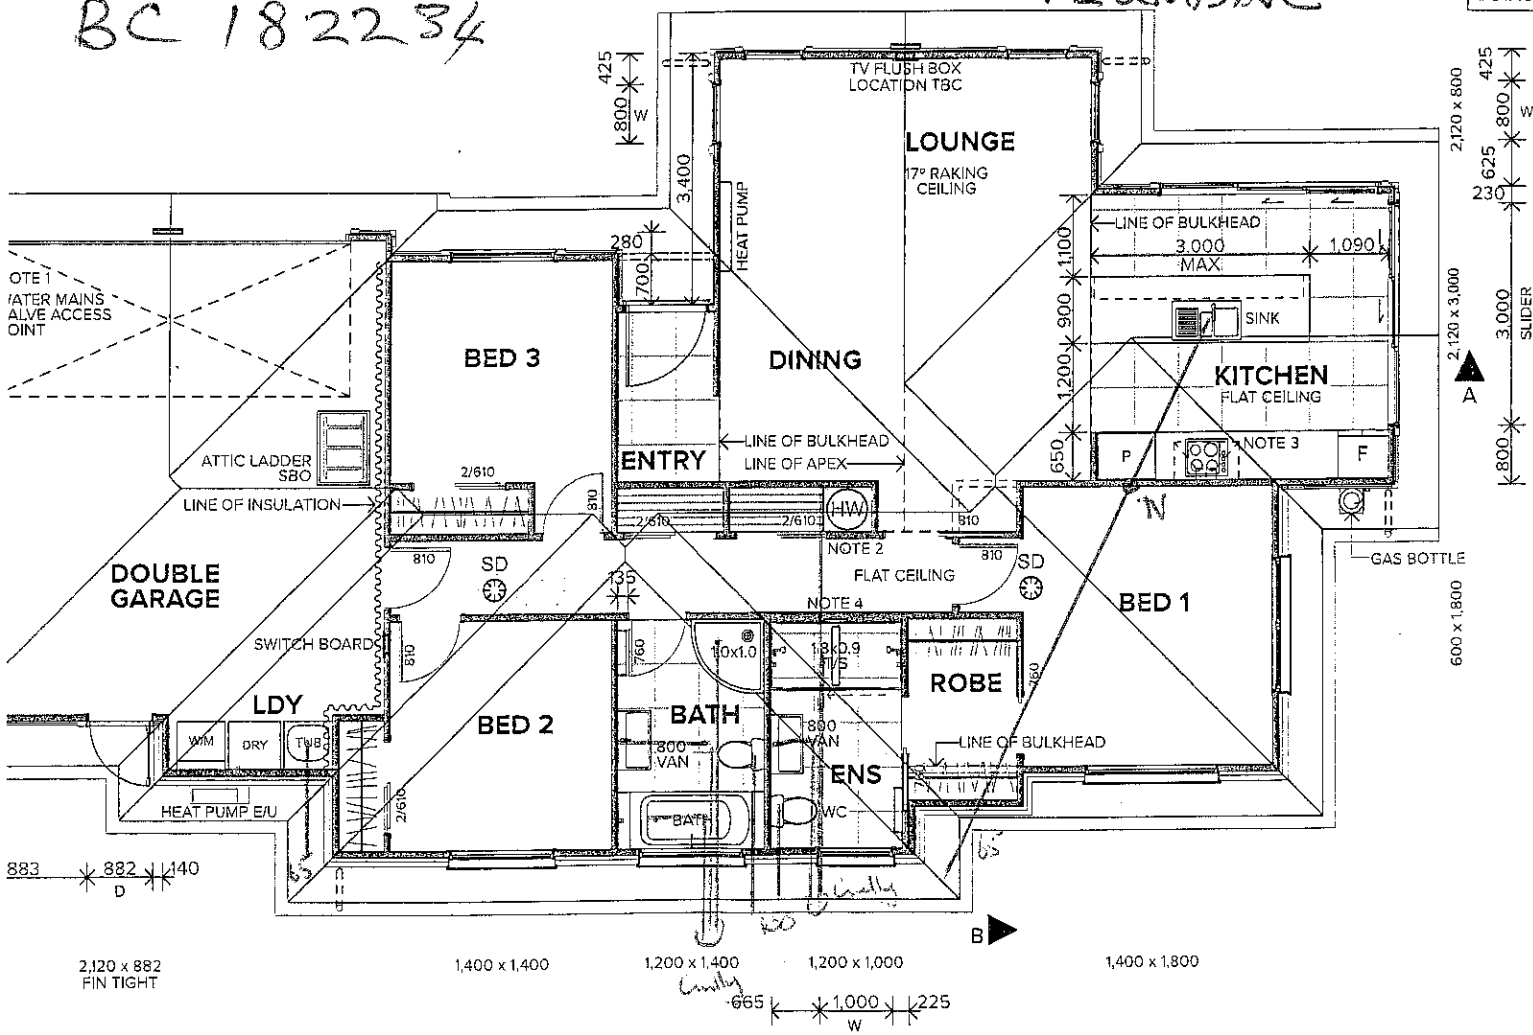 BC 182234
425
800
W
3,400
TV FLUSH BOX
LOCATION TBC
LOUNGE
17° RAKING
CEILING
HEAT PUMP
280
700
2,120 x 800
425
800
W
625
230
LINE OF BULKHEAD
3,000
MAX
1,090
1,100
900
1,200
650
SINK
KITCHEN
FLAT CEILING
NOTE 3
P
F
2,120 x 3,000
3,000
SLIDER
A
800
OTE 1
ATER MAINS
ALVE ACCESS
OINT
BED 3
DINING
ATTIC LADDER
SBO
LINE OF INSULATION
2/610
810
ENTRY
LINE OF BULKHEAD
LINE OF APEX
2/610
2/610
HW
810
NOTE 2
N
GAS BOTTLE
DOUBLE
GARAGE
810
SD
135
FLAT CEILING
810
SD
BED 1
NOTE 4
600 x 1,800
SWITCH BOARD
810
760
1.0x1.0
1.8x0.9
T/S
ROBE
760
LDY
W/M
DRY
TUB
BED 2
BATH
800
VAN
800
VAN
ENS
LINE OF BULKHEAD
HEAT PUMP E/U
2/610
BATH
WC
65
65
883
882
140
D
100
B
2,120 x 882
FIN TIGHT
1,400 x 1,400
1,200 x 1,400
1,200 x 1,000
1,400 x 1,800
665
1,000
225
W